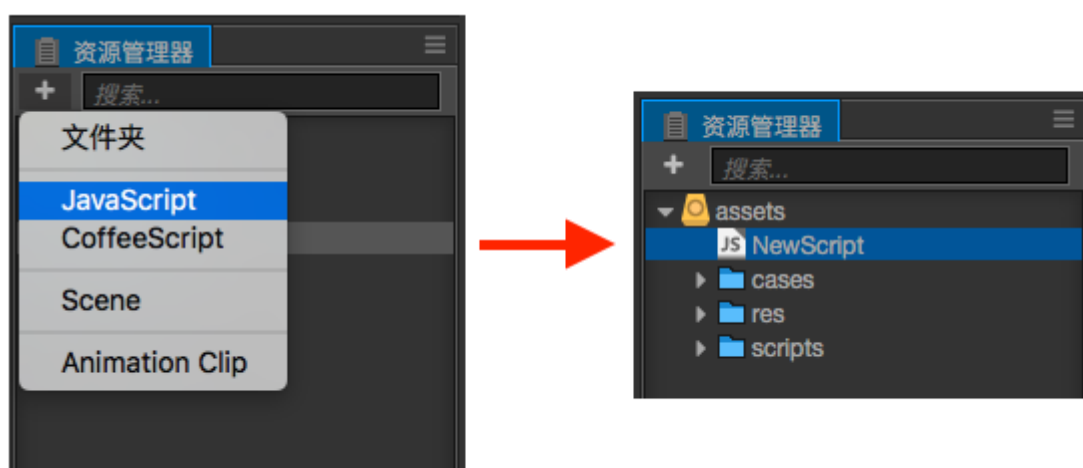 资源管理器
搜索...
文件夹
JavaScript
CoffeeScript
Scene
Animation Clip
资源管理器
搜索...
assets
JS NewScript
cases
res
scripts